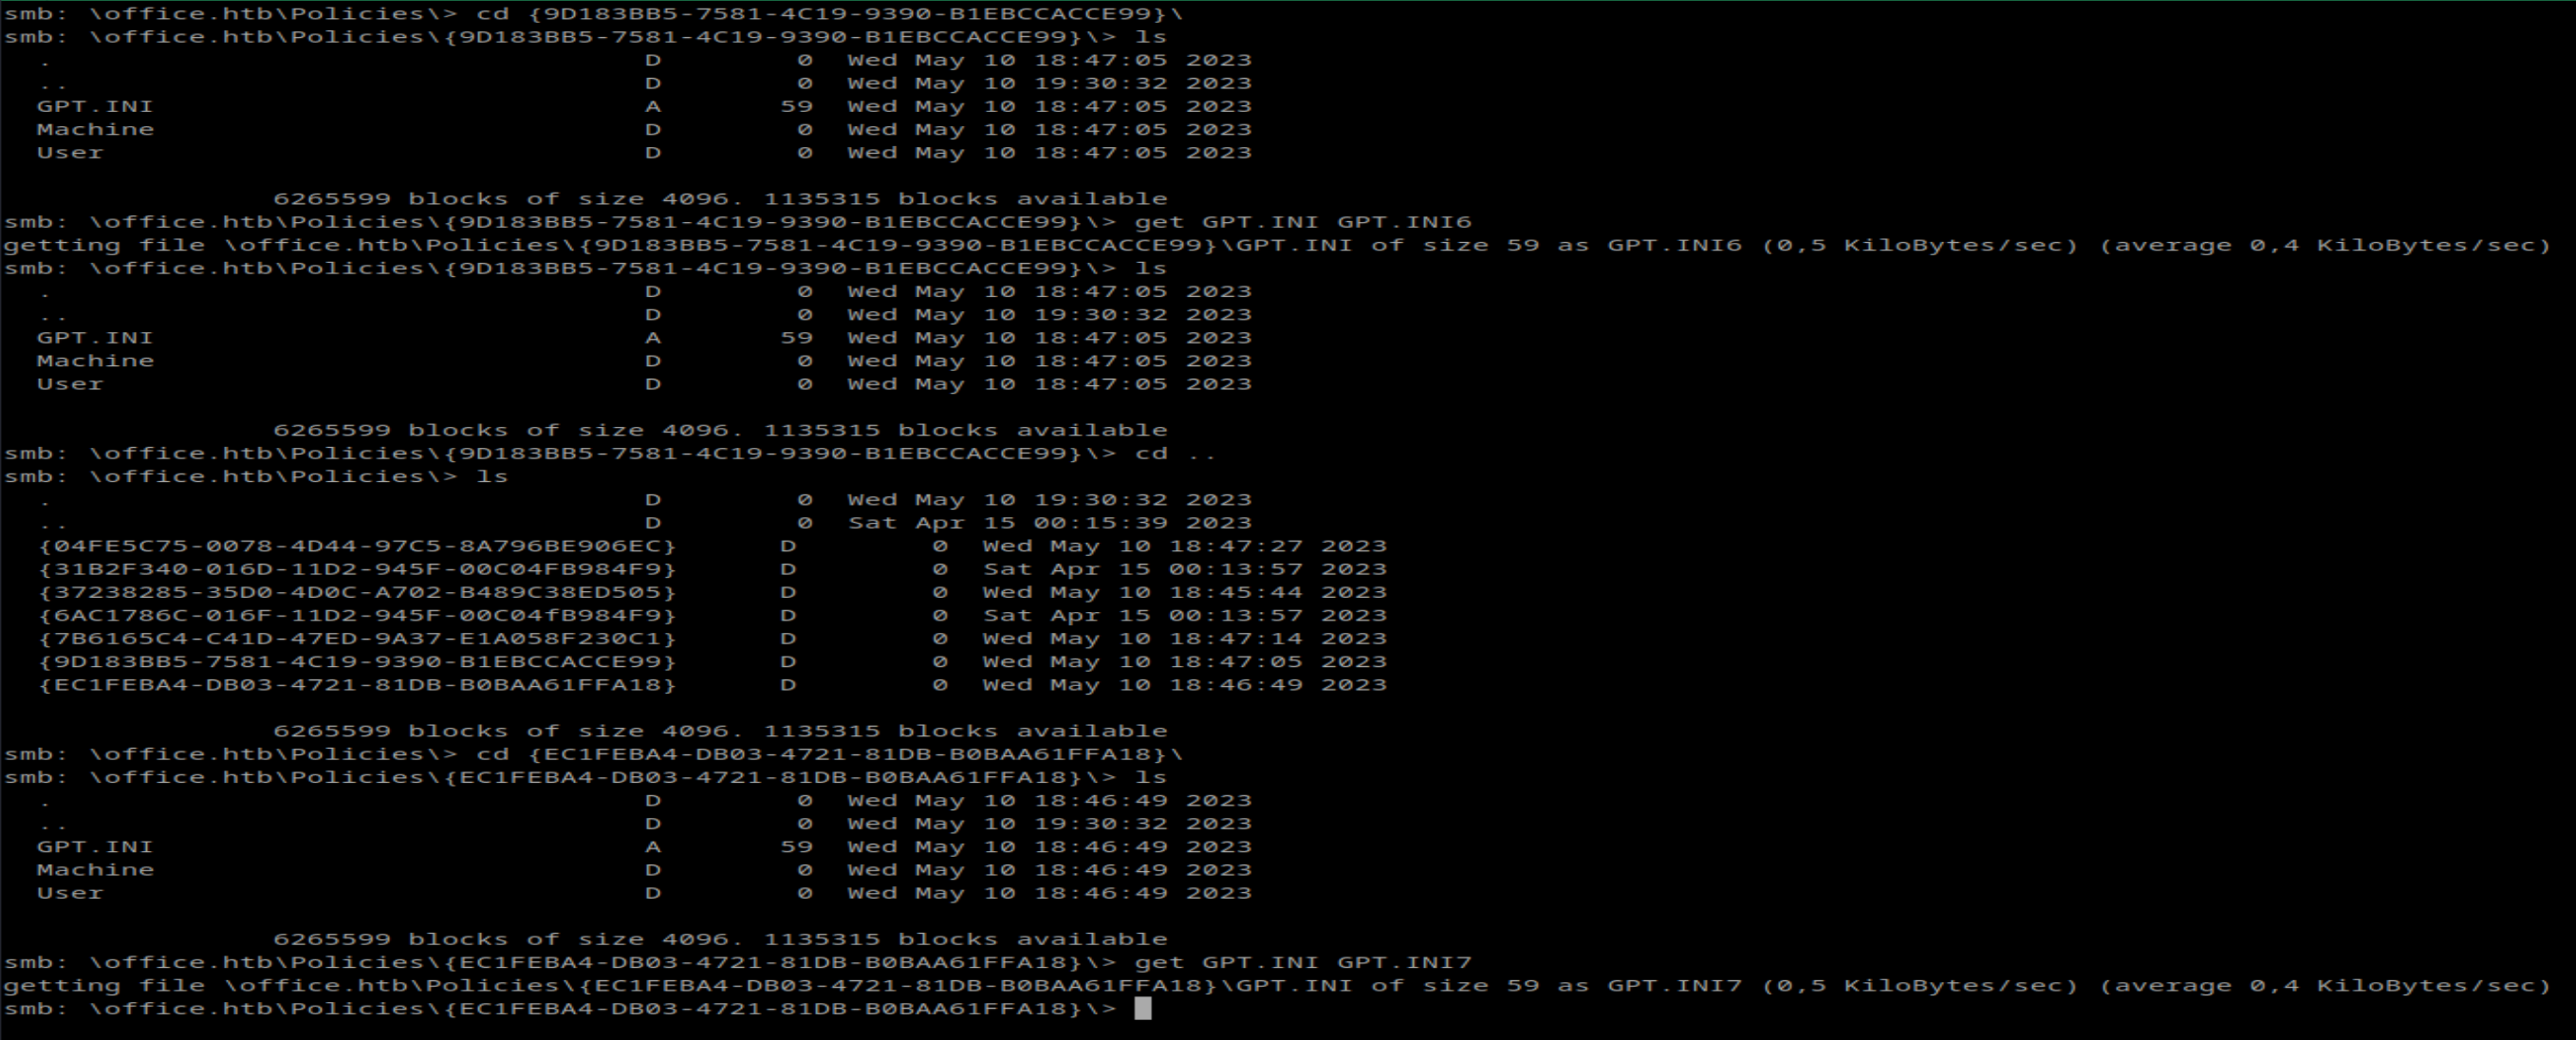 smb: \office.htb\Policies\> cd {9D183BB5-7581-4C19-9390-B1EBCCACCE99}\
smb: \office.htb\Policies\{9D183BB5-7581-4C19-9390-B1EBCCACCE99}\> ls
  .                                   D        0  Wed May 10 18:47:05 2023
  ..                                  D        0  Wed May 10 19:30:32 2023
  GPT.INI                             A       59  Wed May 10 18:47:05 2023
  Machine                             D        0  Wed May 10 18:47:05 2023
  User                                D        0  Wed May 10 18:47:05 2023
                6265599 blocks of size 4096. 1135315 blocks available
smb: \office.htb\Policies\{9D183BB5-7581-4C19-9390-B1EBCCACCE99}\> get GPT.INI GPT.INI6
getting file \office.htb\Policies\{9D183BB5-7581-4C19-9390-B1EBCCACCE99}\GPT.INI of size 59 as GPT.INI6 (0,5 KiloBytes/sec) (average 0,4 KiloBytes/sec)
smb: \office.htb\Policies\{9D183BB5-7581-4C19-9390-B1EBCCACCE99}\> ls
  .                                   D        0  Wed May 10 18:47:05 2023
  ..                                  D        0  Wed May 10 19:30:32 2023
  GPT.INI                             A       59  Wed May 10 18:47:05 2023
  Machine                             D        0  Wed May 10 18:47:05 2023
  User                                D        0  Wed May 10 18:47:05 2023
                6265599 blocks of size 4096. 1135315 blocks available
smb: \office.htb\Policies\{9D183BB5-7581-4C19-9390-B1EBCCACCE99}\> cd ..
smb: \office.htb\Policies\> ls
  .                                   D        0  Wed May 10 19:30:32 2023
  ..                                  D        0  Sat Apr 15 00:15:39 2023
  {04FE5C75-0078-4D44-97C5-8A796BE906EC}      D        0  Wed May 10 18:47:27 2023
  {31B2F340-016D-11D2-945F-00C04FB984F9}      D        0  Sat Apr 15 00:13:57 2023
  {37238285-35D0-4D0C-A702-B489C38ED505}      D        0  Wed May 10 18:45:44 2023
  {6AC1786C-016F-11D2-945F-00C04fB984F9}      D        0  Sat Apr 15 00:13:57 2023
  {7B6165C4-C41D-47ED-9A37-E1A058F230C1}      D        0  Wed May 10 18:47:14 2023
  {9D183BB5-7581-4C19-9390-B1EBCCACCE99}      D        0  Wed May 10 18:47:05 2023
  {EC1FEBA4-DB03-4721-81DB-B0BAA61FFA18}      D        0  Wed May 10 18:46:49 2023
                6265599 blocks of size 4096. 1135315 blocks available
smb: \office.htb\Policies\> cd {EC1FEBA4-DB03-4721-81DB-B0BAA61FFA18}\
smb: \office.htb\Policies\{EC1FEBA4-DB03-4721-81DB-B0BAA61FFA18}\> ls
  .                                   D        0  Wed May 10 18:46:49 2023
  ..                                  D        0  Wed May 10 19:30:32 2023
  GPT.INI                             A       59  Wed May 10 18:46:49 2023
  Machine                             D        0  Wed May 10 18:46:49 2023
  User                                D        0  Wed May 10 18:46:49 2023
                6265599 blocks of size 4096. 1135315 blocks available
smb: \office.htb\Policies\{EC1FEBA4-DB03-4721-81DB-B0BAA61FFA18}\> get GPT.INI GPT.INI7
getting file \office.htb\Policies\{EC1FEBA4-DB03-4721-81DB-B0BAA61FFA18}\GPT.INI of size 59 as GPT.INI7 (0,5 KiloBytes/sec) (average 0,4 KiloBytes/sec)
smb: \office.htb\Policies\{EC1FEBA4-DB03-4721-81DB-B0BAA61FFA18}\>